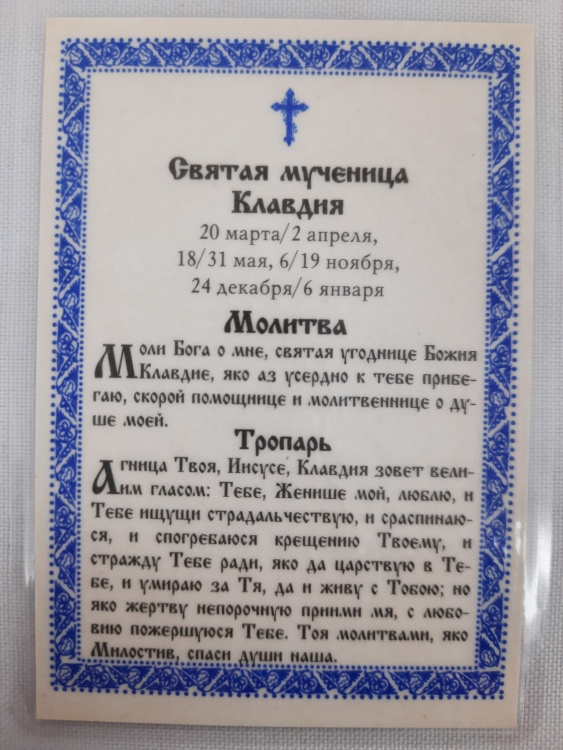 Святая мученица
Клавдия
20 марта/2 апреля,
18/31 мая, 6/19 ноября,
24 декабря/6 января
Молитва
Моли Бога о мне, святая угоднице Божия
Клавдие, яко аз усердно к тебе прибе-
гаю, скорой помощнице и молитвеннице о ду-
ше моей.
Тропарь
Агница Твоя, Иисусе, Клавдия зовет вели-
им гласом: Тебе, Женише мой, люблю, и
Тебе ищущи страдальчествую, и сраспинаю-
ся, и спогребаюся крещению Твоему, и
стражду Тебе ради, яко да царствую в Те-
бе, и умираю за Тя, да и живу с Тобою; но
яко жертву непорочную приими мя, с любо-
вию пожершуюся Тебе. Тоя молитвами, яко
Милостив, спаси души наша.